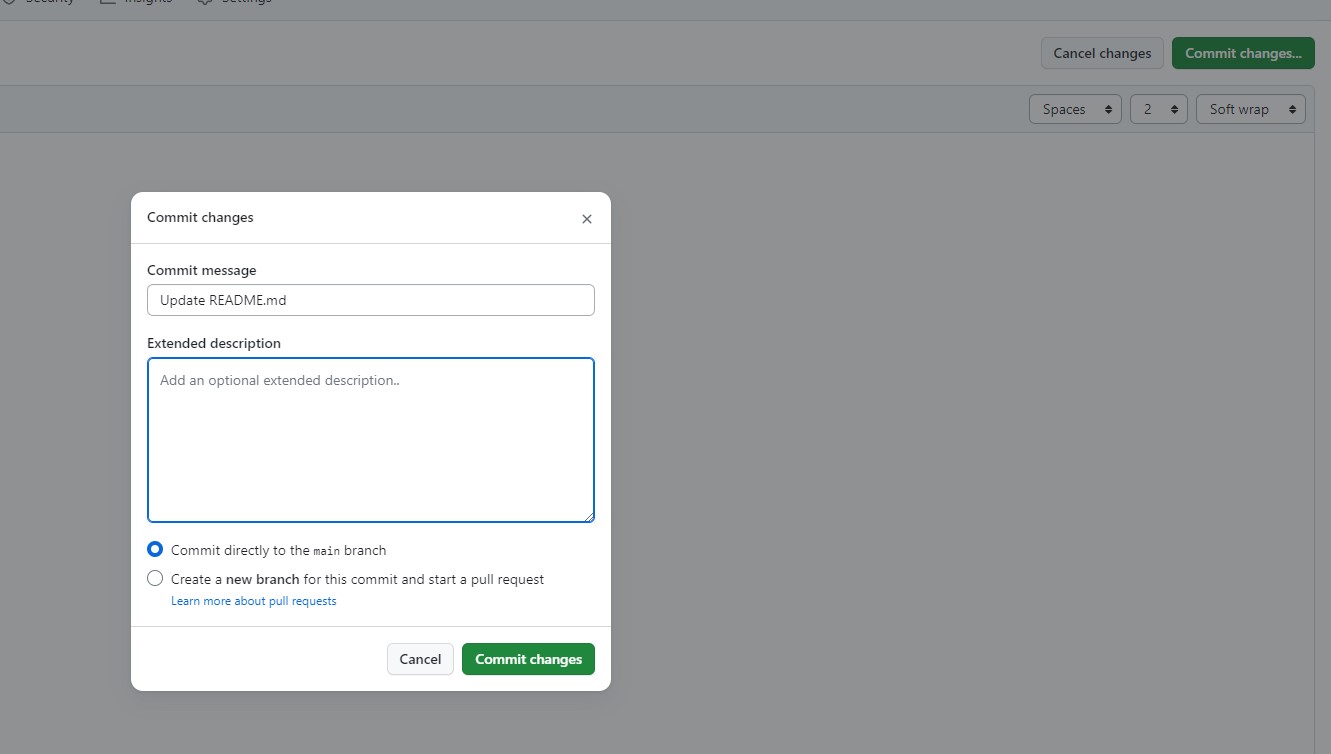 Security Insights Settings
Cancel changes Commit changes...
Spaces 2 Soft wrap
Commit changes
Commit message
Update README.md
Extended description
Add an optional extended description..
Commit directly to the main branch
Create a new branch for this commit and start a pull request
Learn more about pull requests
Cancel Commit changes